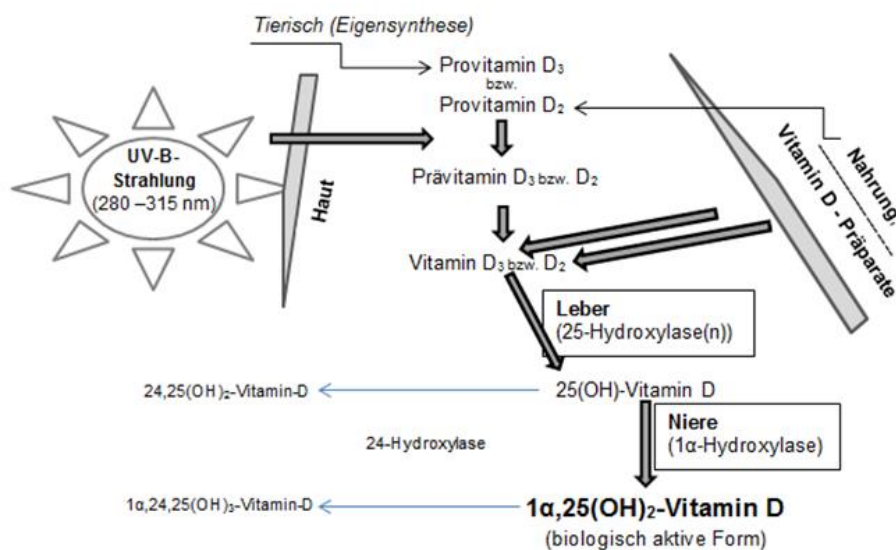 Tierisch (Eigensynthese)
Provitamin D₃
bzw.
Provitamin D₂
UV-B-
Strahlung
(280 –315 nm)
Haut
Prävitamin D₃ bzw. D₂
Nahrung,
Vitamin D - Präparate
Vitamin D₃ bzw. D₂
Leber
(25-Hydroxylase(n))
24,25(OH)₂-Vitamin-D
25(OH)-Vitamin D
24-Hydroxylase
Niere
(1α-Hydroxylase)
1α,24,25(OH)₃-Vitamin-D
1α,25(OH)₂-Vitamin D
(biologisch aktive Form)